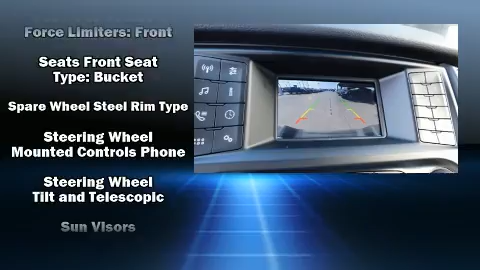 Force Limiters: Front
Seats Front Seat
Type: Bucket
Spare Wheel Steel Rim Type
Steering Wheel
Mounted Controls Phone
Steering Wheel
Tilt and Telescopic
Sun Visors